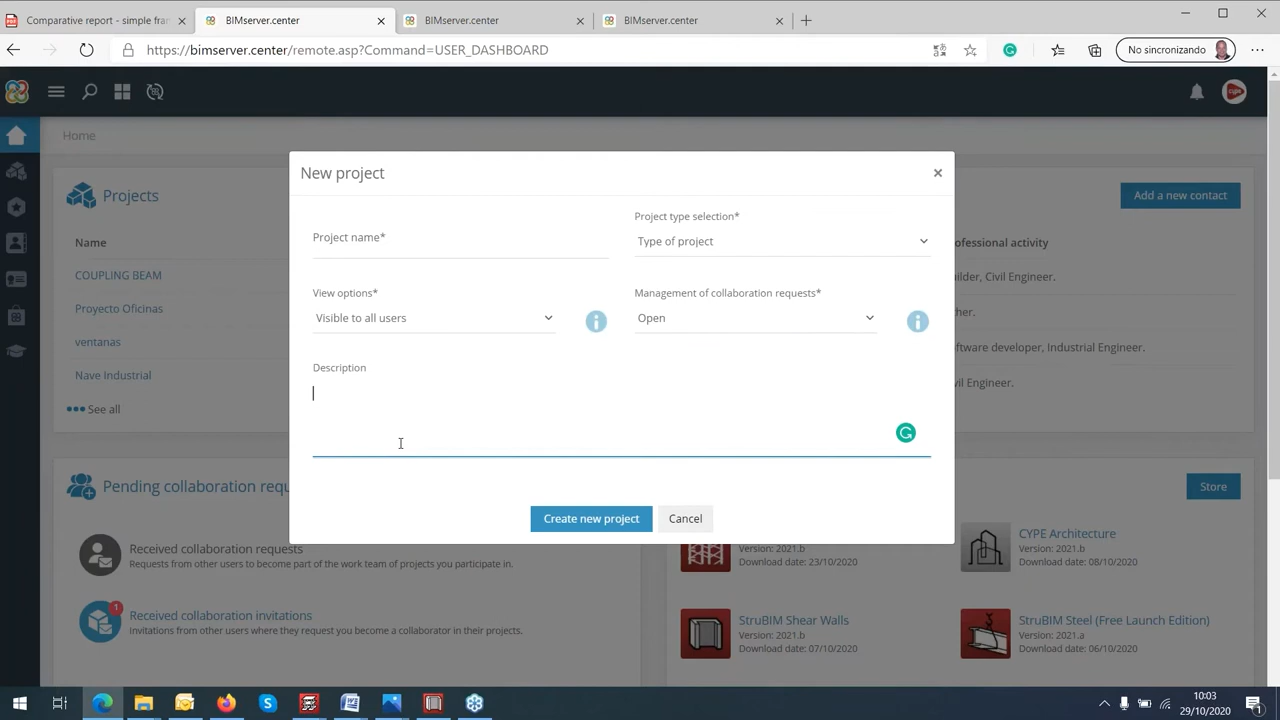 Comparative report - simple fra
BIMserver.center
BIMserver.center
BIMserver.center
https://bimserver.center/remote.asp?Command=USER_DASHBOARD
No sincronizando
Home
Projects
Name
COUPLING BEAM
Proyecto Oficinas
ventanas
Nave Industrial
See all
Add a new contact
ofessional activity
ilder, Civil Engineer.
her.
ftware developer, Industrial Engineer.
vil Engineer.
New project
Project name*
Project type selection*
Type of project
View options*
Visible to all users
Management of collaboration requests*
Open
Description
Create new project
Cancel
Pending collaboration requ
Received collaboration requests
Requests from other users to become part of the work team of projects you participate in.
1
Received collaboration invitations
Invitations from other users where they request you become a collaborator in their projects.
Store
Version: 2021.b
Download date: 23/10/2020
CYPE Architecture
Version: 2021.b
Download date: 08/10/2020
StruBIM Shear Walls
Version: 2021.b
Download date: 07/10/2020
StruBIM Steel (Free Launch Edition)
Version: 2021.a
Download date: 06/10/2020
10:03
29/10/2020
1